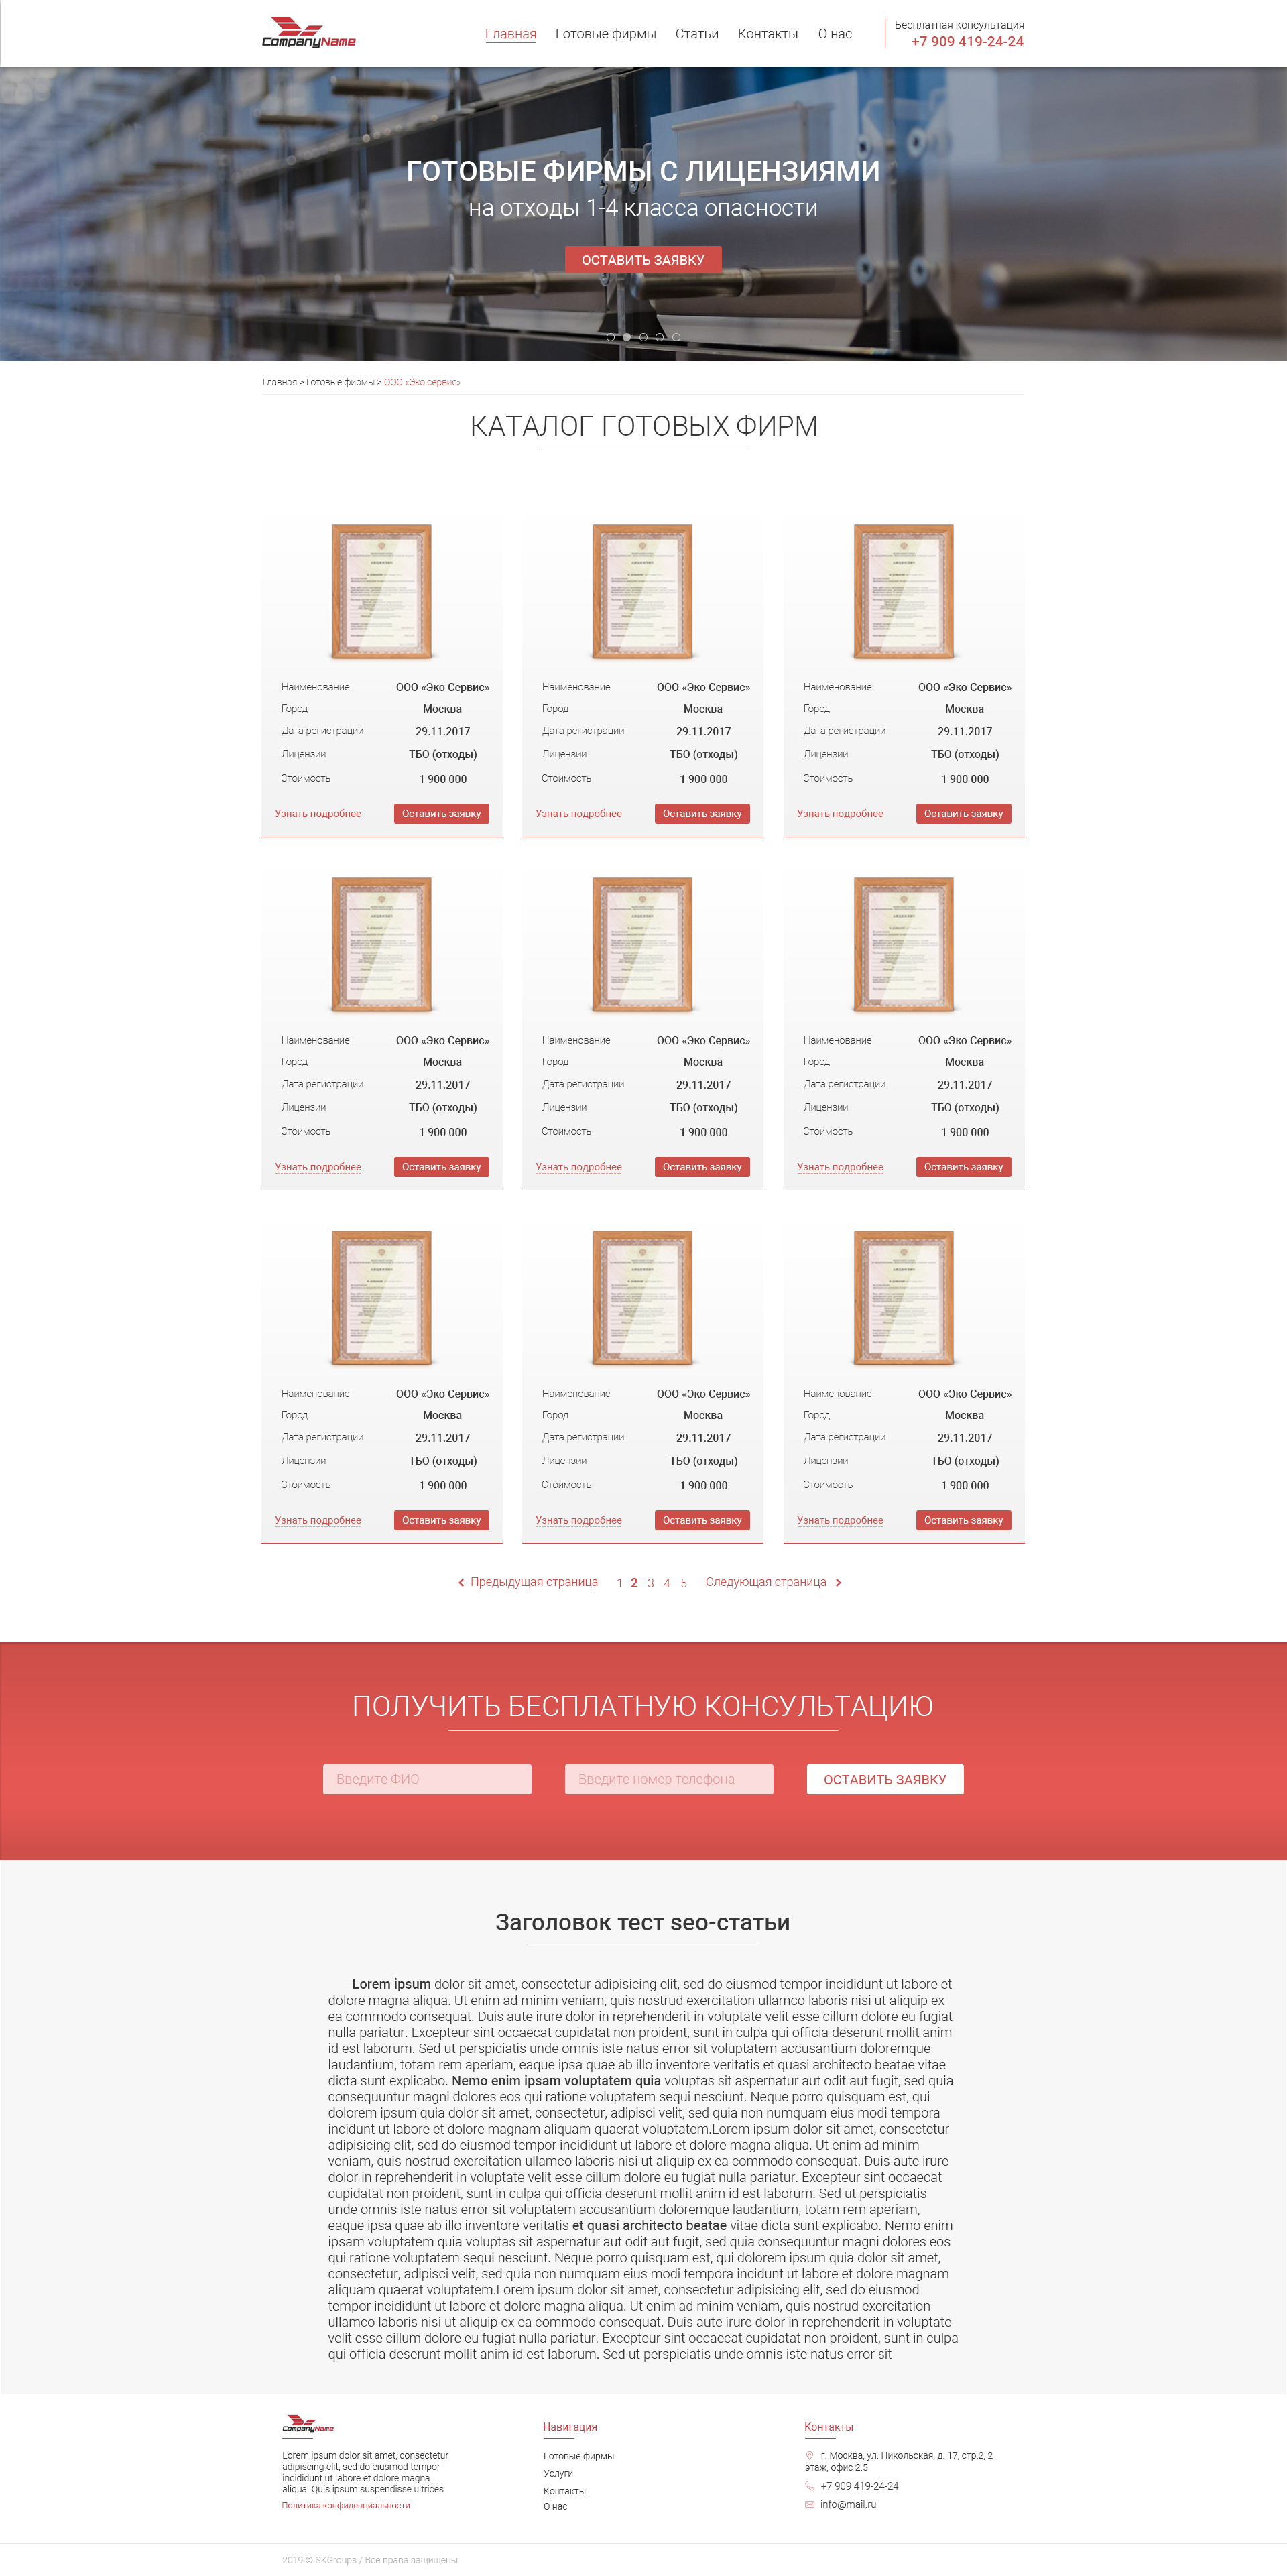 CompanyName
Главная Готовые фирмы Статьи Контакты О нас
Бесплатная консультация
+7 909 419-24-24
ГОТОВЫЕ ФИРМЫ С ЛИЦЕНЗИЯМИ
на отходы 1-4 класса опасности
ОСТАВИТЬ ЗАЯВКУ
Главная > Готовые фирмы > ООО «Эко сервис»
КАТАЛОГ ГОТОВЫХ ФИРМ
Наименование ООО «Эко Сервис»
Город Москва
Дата регистрации 29.11.2017
Лицензии ТБО (отходы)
Стоимость 1 900 000
Узнать подробнее Оставить заявку
Наименование ООО «Эко Сервис»
Город Москва
Дата регистрации 29.11.2017
Лицензии ТБО (отходы)
Стоимость 1 900 000
Узнать подробнее Оставить заявку
Наименование ООО «Эко Сервис»
Город Москва
Дата регистрации 29.11.2017
Лицензии ТБО (отходы)
Стоимость 1 900 000
Узнать подробнее Оставить заявку
Наименование ООО «Эко Сервис»
Город Москва
Дата регистрации 29.11.2017
Лицензии ТБО (отходы)
Стоимость 1 900 000
Узнать подробнее Оставить заявку
Наименование ООО «Эко Сервис»
Город Москва
Дата регистрации 29.11.2017
Лицензии ТБО (отходы)
Стоимость 1 900 000
Узнать подробнее Оставить заявку
Наименование ООО «Эко Сервис»
Город Москва
Дата регистрации 29.11.2017
Лицензии ТБО (отходы)
Стоимость 1 900 000
Узнать подробнее Оставить заявку
Наименование ООО «Эко Сервис»
Город Москва
Дата регистрации 29.11.2017
Лицензии ТБО (отходы)
Стоимость 1 900 000
Узнать подробнее Оставить заявку
Наименование ООО «Эко Сервис»
Город Москва
Дата регистрации 29.11.2017
Лицензии ТБО (отходы)
Стоимость 1 900 000
Узнать подробнее Оставить заявку
Наименование ООО «Эко Сервис»
Город Москва
Дата регистрации 29.11.2017
Лицензии ТБО (отходы)
Стоимость 1 900 000
Узнать подробнее Оставить заявку
Предыдущая страница 1 2 3 4 5 Следующая страница
ПОЛУЧИТЬ БЕСПЛАТНУЮ КОНСУЛЬТАЦИЮ
Введите ФИО Введите номер телефона ОСТАВИТЬ ЗАЯВКУ
Заголовок тест seo-статьи
Lorem ipsum dolor sit amet, consectetur adipisicing elit, sed do eiusmod tempor incididunt ut labore et
dolore magna aliqua. Ut enim ad minim veniam, quis nostrud exercitation ullamco laboris nisi ut aliquip ex
ea commodo consequat. Duis aute irure dolor in reprehenderit in voluptate velit esse cillum dolore eu fugiat
nulla pariatur. Excepteur sint occaecat cupidatat non proident, sunt in culpa qui officia deserunt mollit anim
id est laborum. Sed ut perspiciatis unde omnis iste natus error sit voluptatem accusantium doloremque
laudantium, totam rem aperiam, eaque ipsa quae ab illo inventore veritatis et quasi architecto beatae vitae
dicta sunt explicabo. Nemo enim ipsam voluptatem quia voluptas sit aspernatur aut odit aut fugit, sed quia
consequuntur magni dolores eos qui ratione voluptatem sequi nesciunt. Neque porro quisquam est, qui
dolorem ipsum quia dolor sit amet, consectetur, adipisci velit, sed quia non numquam eius modi tempora
incidunt ut labore et dolore magnam aliquam quaerat voluptatem.Lorem ipsum dolor sit amet, consectetur
adipisicing elit, sed do eiusmod tempor incididunt ut labore et dolore magna aliqua. Ut enim ad minim
veniam, quis nostrud exercitation ullamco laboris nisi ut aliquip ex ea commodo consequat. Duis aute irure
dolor in reprehenderit in voluptate velit esse cillum dolore eu fugiat nulla pariatur. Excepteur sint occaecat
cupidatat non proident, sunt in culpa qui officia deserunt mollit anim id est laborum. Sed ut perspiciatis
unde omnis iste natus error sit voluptatem accusantium doloremque laudantium, totam rem aperiam,
eaque ipsa quae ab illo inventore veritatis et quasi architecto beatae vitae dicta sunt explicabo. Nemo enim
ipsam voluptatem quia voluptas sit aspernatur aut odit aut fugit, sed quia consequuntur magni dolores eos
qui ratione voluptatem sequi nesciunt. Neque porro quisquam est, qui dolorem ipsum quia dolor sit amet,
consectetur, adipisci velit, sed quia non numquam eius modi tempora incidunt ut labore et dolore magnam
aliquam quaerat voluptatem.Lorem ipsum dolor sit amet, consectetur adipisicing elit, sed do eiusmod
tempor incididunt ut labore et dolore magna aliqua. Ut enim ad minim veniam, quis nostrud exercitation
ullamco laboris nisi ut aliquip ex ea commodo consequat. Duis aute irure dolor in reprehenderit in voluptate
velit esse cillum dolore eu fugiat nulla pariatur. Excepteur sint occaecat cupidatat non proident, sunt in culpa
qui officia deserunt mollit anim id est laborum. Sed ut perspiciatis unde omnis iste natus error sit
CompanyName
Lorem ipsum dolor sit amet, consectetur
adipiscing elit, sed do eiusmod tempor
incididunt ut labore et dolore magna
aliqua. Quis ipsum suspendisse ultrices
Политика конфиденциальности
Навигация
Готовые фирмы
Услуги
Контакты
О нас
Контакты
г. Москва, ул. Никольская, д. 17, стр.2, 2
этаж, офис 2.5
+7 909 419-24-24
info@mail.ru
2019 © SKGroups / Все права защищены